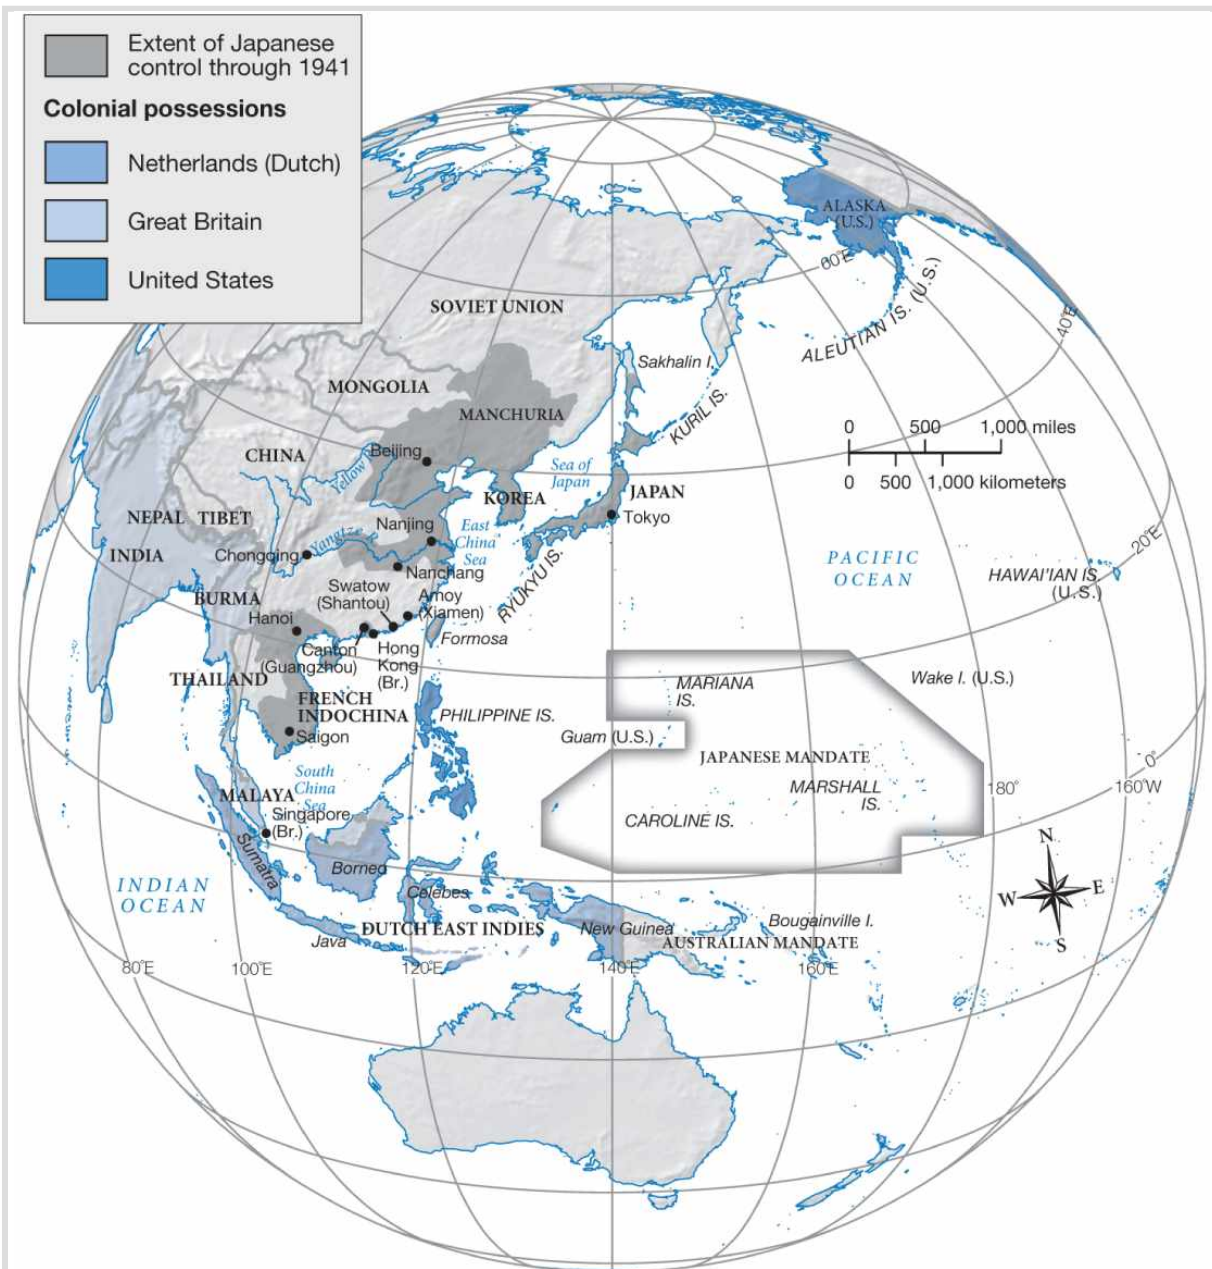 Extent of Japanese
control through 1941
Colonial possessions
Netherlands (Dutch)
Great Britain
United States
ALASKA
(U.S.)
60°E
ALEUTIAN IS. (U.S.)
40°E
SOVIET UNION
Sakhalin I.
KURIL IS.
MONGOLIA
MANCHURIA
0 500 1,000 miles
0 500 1,000 kilometers
CHINA
Beijing
Yellow
Sea of
Japan
KOREA
JAPAN
Tokyo
NEPAL
TIBET
INDIA
Nanjing
East
China
Sea
Chongqing
Yangtze
Nanchang
RYUKYU IS.
PACIFIC
OCEAN
20°E
HAWAI'IAN IS.
(U.S.)
BURMA
Swatow
(Shantou)
Amoy
(Xiamen)
Hanoi
Canton
(Guangzhou)
Hong
Kong
(Br.)
Formosa
THAILAND
FRENCH
INDOCHINA
Saigon
PHILIPPINE IS.
MARIANA
IS.
Wake I. (U.S.)
Guam (U.S.)
JAPANESE MANDATE
MARSHALL
IS.
CAROLINE IS.
0°
180°
160°W
South
China
Sea
MALAYA
Singapore
(Br.)
Sumatra
Borneo
Celebes
INDIAN
OCEAN
Java
DUTCH EAST INDIES
New Guinea
Bougainville I.
AUSTRALIAN MANDATE
N
W
E
S
80°E
100°E
120°E
140°E
160°E